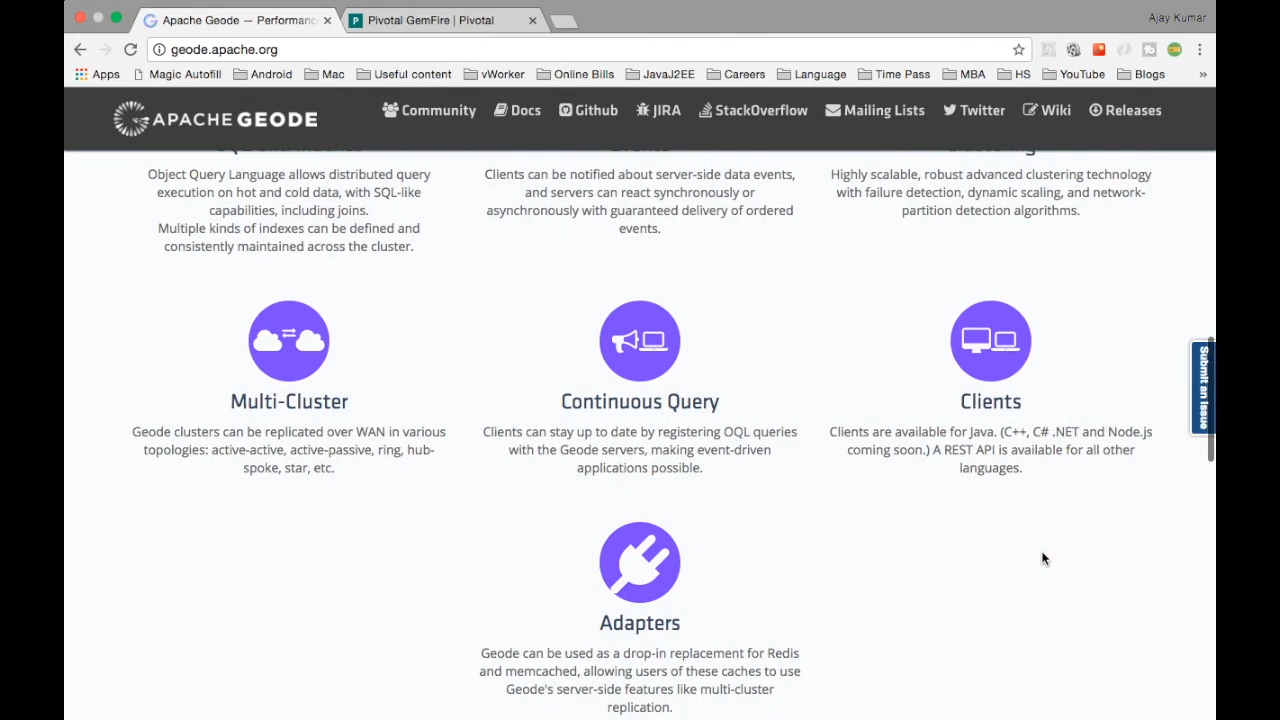 Apache Geode — Performanc
Pivotal GemFire | Pivotal
Ajay Kumar
geode.apache.org
Apps
Magic Autofill
Android
Mac
Useful content
vWorker
Online Bills
JavaJ2EE
Careers
Language
Time Pass
MBA
HS
YouTube
Blogs
»
APACHE GEODE
Community
Docs
Github
JIRA
StackOverflow
Mailing Lists
Twitter
Wiki
Releases
Clustering
Object Query Language allows distributed query
execution on hot and cold data, with SQL-like
capabilities, including joins.
Multiple kinds of indexes can be defined and
consistently maintained across the cluster.
Clients can be notified about server-side data events,
and servers can react synchronously or
asynchronously with guaranteed delivery of ordered
events.
Highly scalable, robust advanced clustering technology
with failure detection, dynamic scaling, and network-
partition detection algorithms.
Multi-Cluster
Geode clusters can be replicated over WAN in various
topologies: active-active, active-passive, ring, hub-
spoke, star, etc.
Continuous Query
Clients can stay up to date by registering OQL queries
with the Geode servers, making event-driven
applications possible.
Clients
Clients are available for Java. (C++, C# .NET and Node.js
coming soon.) A REST API is available for all other
languages.
Submit an Issue
Adapters
Geode can be used as a drop-in replacement for Redis
and memcached, allowing users of these caches to use
Geode's server-side features like multi-cluster
replication.